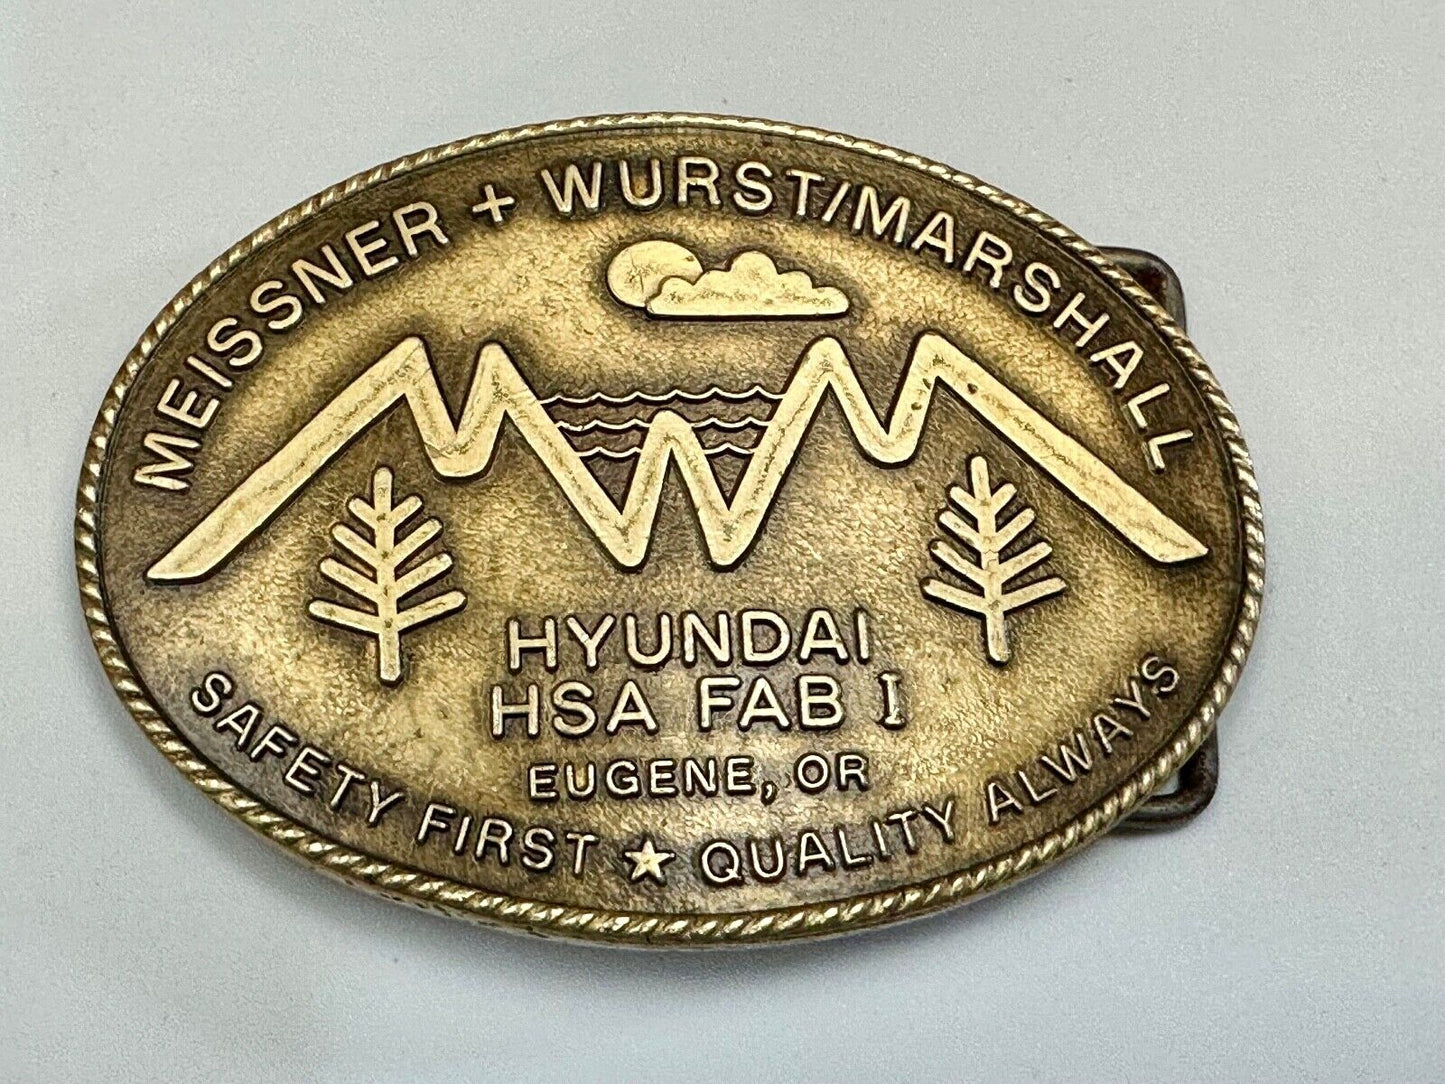 MEISSNER + WURST/MARSHALL
HYUNDAI
HSA FAB I
EUGENE, OR
SAFETY FIRST ★ QUALITY ALWAYS